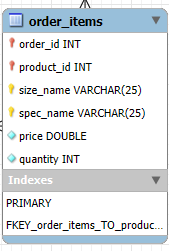 order_items
order_id INT
product_id INT
size_name VARCHAR(25)
spec_name VARCHAR(25)
price DOUBLE
quantity INT
Indexes
PRIMARY
FKEY_order_items_TO_produc...